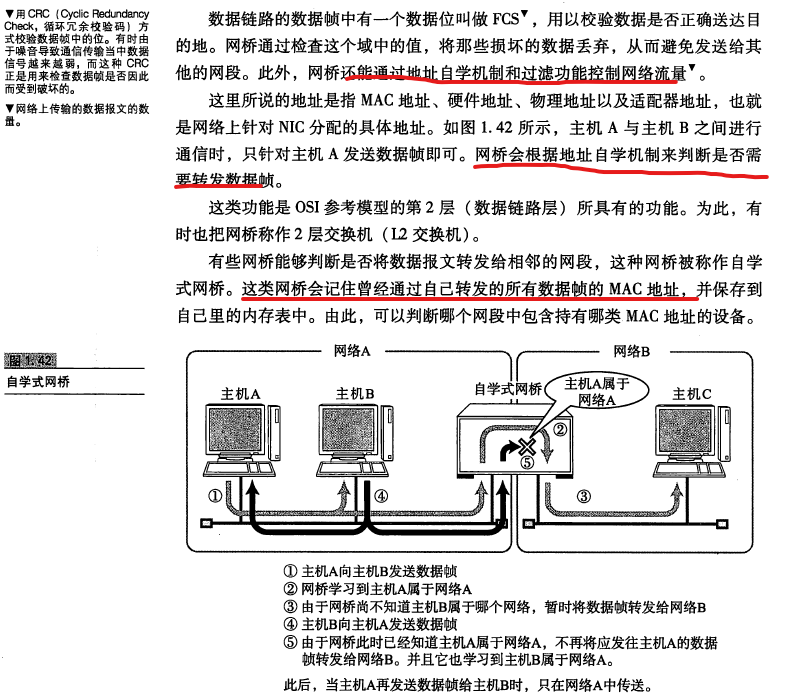 ▼用 CRC (Cyclic Redundancy
Check，循环冗余校验码) 方
式校验数据帧中的位。有时由
于噪音导致通信传输当中数据
信号越来越弱，而这种 CRC
正是用来检查数据帧是否因此
而受到破坏的。
▼网络上传输的数据报文的数
量。
数据链路的数据帧中有一个数据位叫做 FCS▼，用以校验数据是否正确送达目
的地。网桥通过检查这个域中的值，将那些损坏的数据丢弃，从而避免发送给其
他的网段。此外，网桥还能通过地址自学机制和过滤功能控制网络流量▼。
这里所说的地址是指 MAC 地址、硬件地址、物理地址以及适配器地址，也就
是网络上针对 NIC 分配的具体地址。如图 1.42 所示，主机 A 与主机 B 之间进行
通信时，只针对主机 A 发送数据帧即可。网桥会根据地址自学机制来判断是否需
要转发数据帧。
这类功能是 OSI 参考模型的第 2 层（数据链路层）所具有的功能。为此，有
时也把网桥称作 2 层交换机（L2 交换机）。
有些网桥能够判断是否将数据报文转发给相邻的网段，这种网桥被称作自学
式网桥。这类网桥会记住曾经通过自己转发的所有数据帧的 MAC 地址，并保存到
自己里的内存表中。由此，可以判断哪个网段中包含持有哪类 MAC 地址的设备。
图 1.42
自学式网桥
网络A
网络B
主机A
主机B
自学式网桥
主机A属于
网络A
主机C
②
⑤
①
④
③
① 主机A向主机B发送数据帧
② 网桥学习到主机A属于网络A
③ 由于网桥尚不知道主机B属于哪个网络，暂时将数据帧转发给网络B
④ 主机B向主机A发送数据帧
⑤ 由于网桥此时已经知道主机A属于网络A，不再将应发往主机A的数据
帧转发给网络B。并且它也学习到主机B属于网络A。
此后，当主机A再发送数据帧给主机B时，只在网络A中传送。